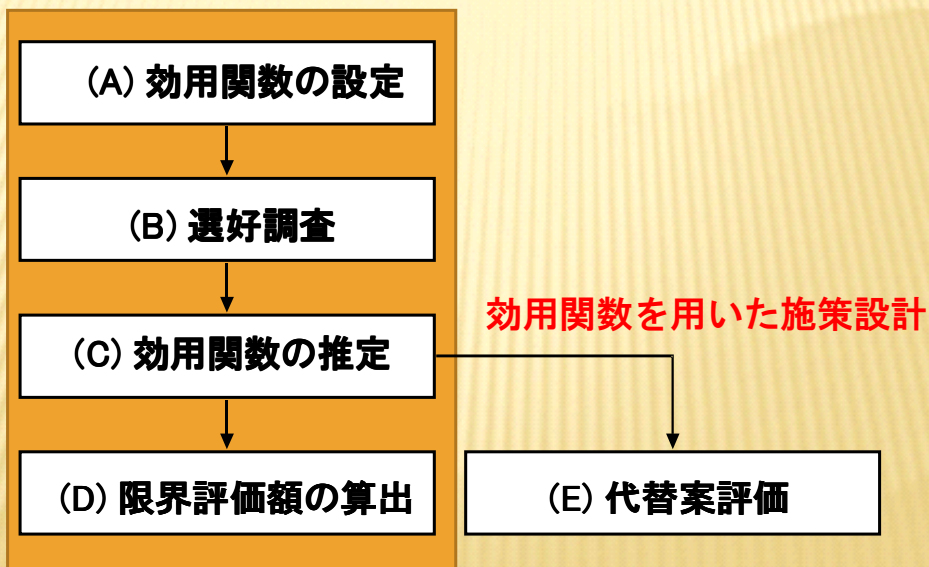 (A) 効用関数の設定
(B) 選好調査
効用関数を用いた施策設計
(C) 効用関数の推定
(D) 限界評価額の算出
(E) 代替案評価